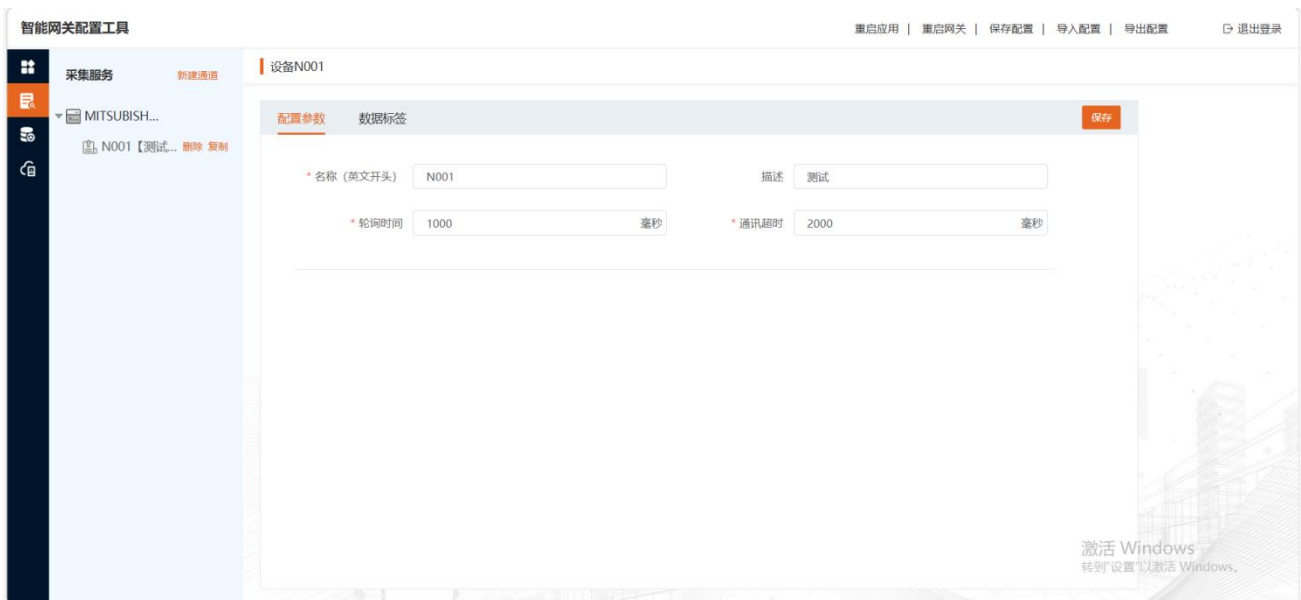 智能网关配置工具 重启应用 | 重启网关 | 保存配置 | 导入配置 | 导出配置 退出登录
采集服务 新建通道
MITSUBISH...
N001【测试... 删除 复制
设备N001
配置参数 数据标签 保存
* 名称（英文开头） N001 描述 测试
* 轮询时间 1000 毫秒 * 通讯超时 2000 毫秒
激活 Windows
转到"设置"以激活 Windows。